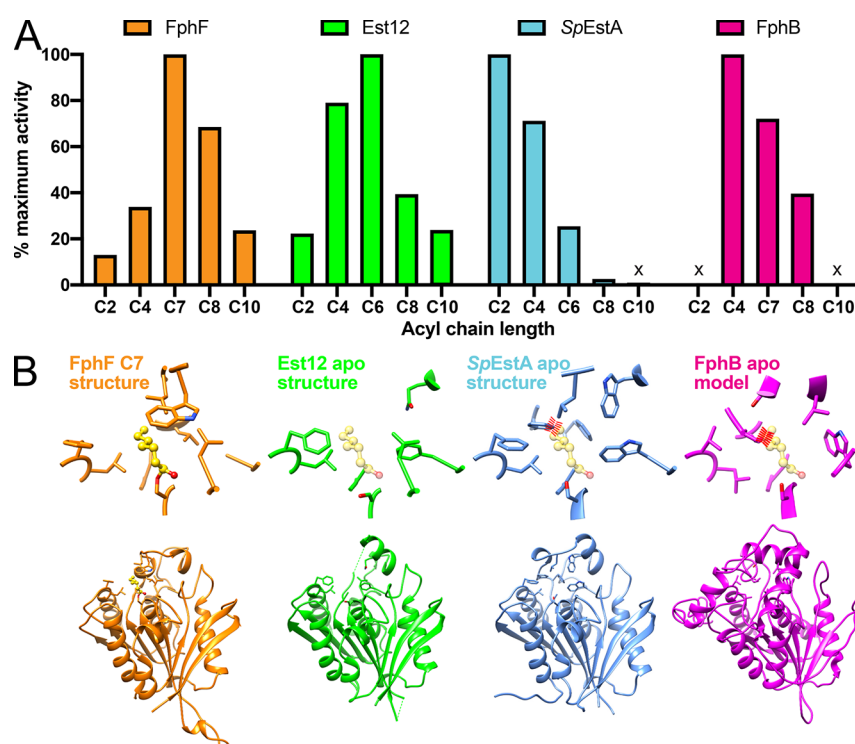 A
FphF Est12 SpEstA FphB
% maximum activity
100
80
60
40
20
0
x x x
C2 C4 C7 C8 C10 C2 C4 C6 C8 C10 C2 C4 C6 C8 C10 C2 C4 C7 C8 C10
Acyl chain length
B
FphF C7 Est12 apo SpEstA apo FphB apo
structure structure structure model